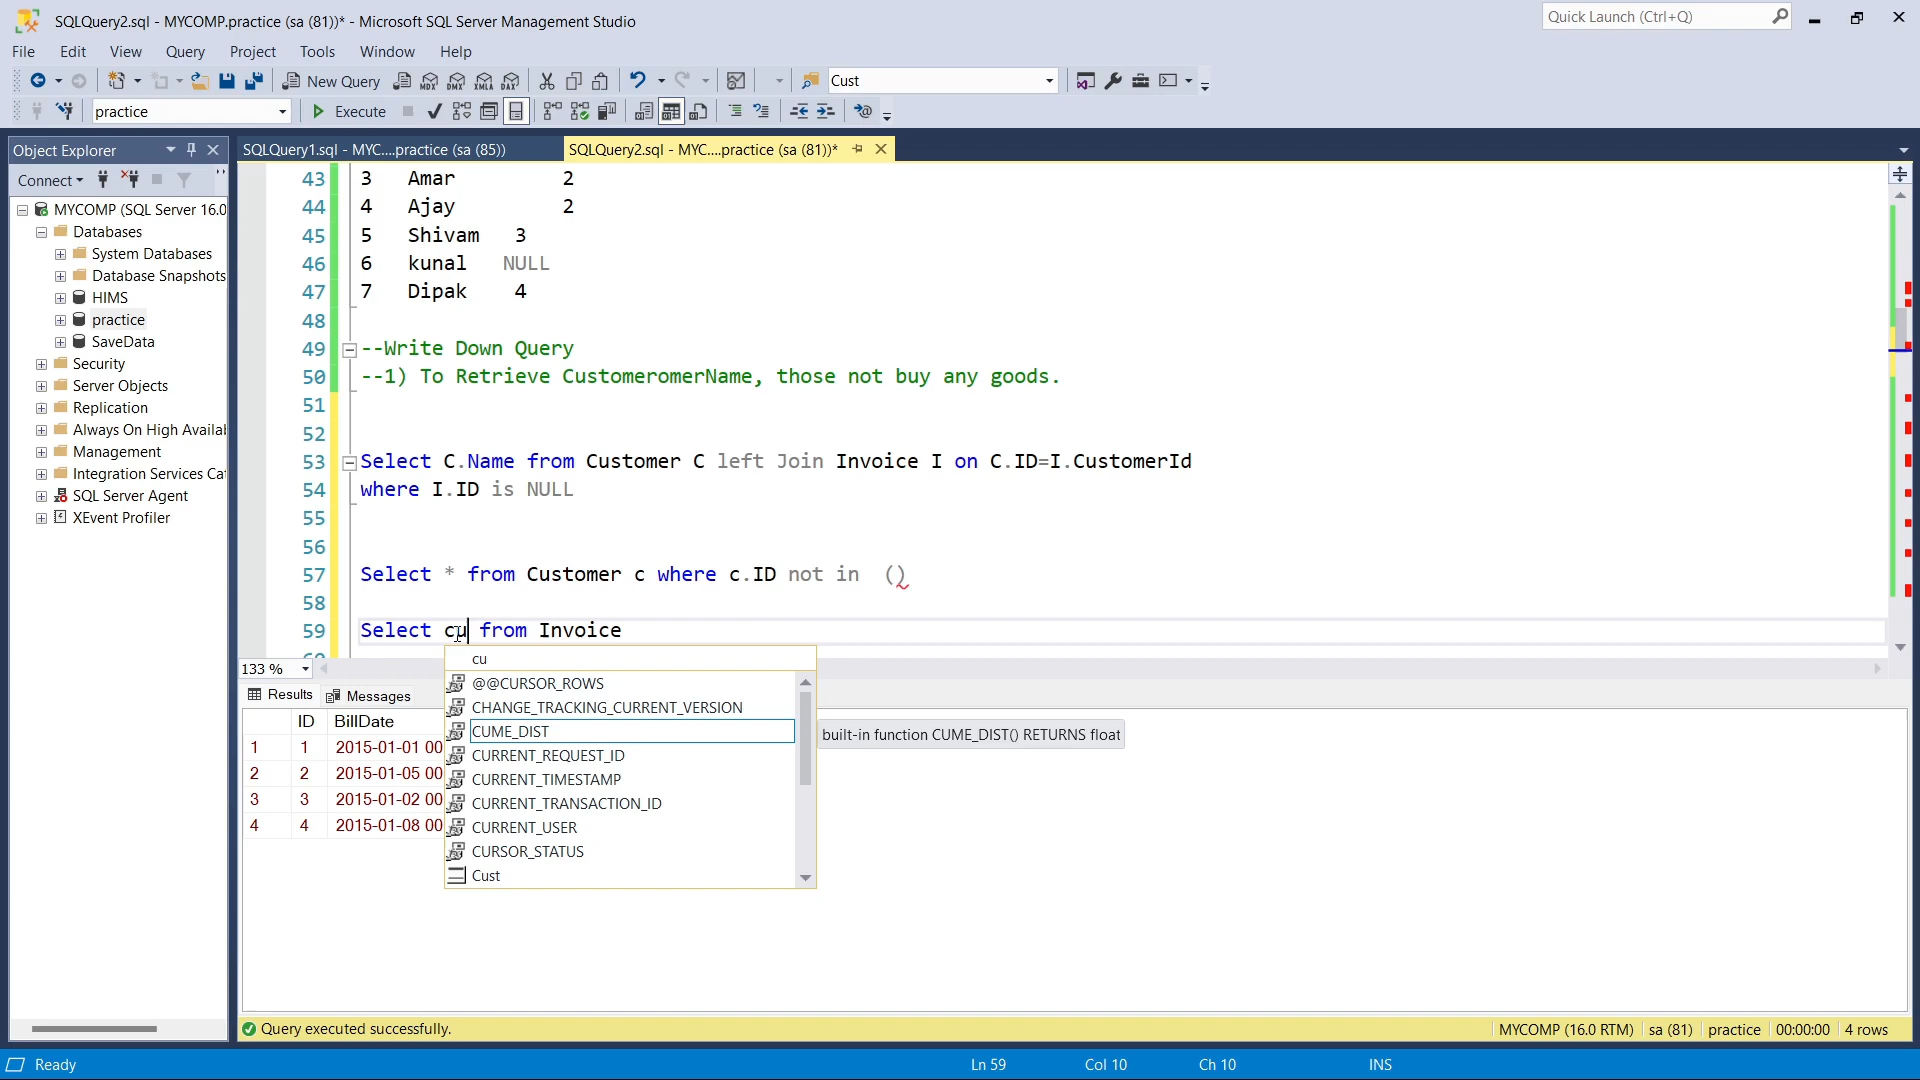 SQLQuery2.sql - MYCOMP.practice (sa (81))* - Microsoft SQL Server Management Studio
Quick Launch (Ctrl+Q)
File Edit View Query Project Tools Window Help
New Query MDX DMX XMLA DAX Cust
practice Execute
Object Explorer
SQLQuery1.sql - MYC....practice (sa (85))
SQLQuery2.sql - MYC....practice (sa (81))*
Connect
MYCOMP (SQL Server 16.0
Databases
System Databases
Database Snapshots
HIMS
practice
SaveData
Security
Server Objects
Replication
Always On High Availa
Management
Integration Services Ca
SQL Server Agent
XEvent Profiler
43 3 Amar 2
44 4 Ajay 2
45 5 Shivam 3
46 6 kunal NULL
47 7 Dipak 4
48
49 --Write Down Query
50 --1) To Retrieve CustomeromerName, those not buy any goods.
51
52
53 Select C.Name from Customer C left Join Invoice I on C.ID=I.CustomerId
54 where I.ID is NULL
55
56
57 Select * from Customer c where c.ID not in ()
58
59 Select cu from Invoice
133 %
cu
@@CURSOR_ROWS
CHANGE_TRACKING_CURRENT_VERSION
CUME_DIST
CURRENT_REQUEST_ID
CURRENT_TIMESTAMP
CURRENT_TRANSACTION_ID
CURRENT_USER
CURSOR_STATUS
Cust
built-in function CUME_DIST() RETURNS float
Results Messages
ID BillDate
1 1 2015-01-01 00
2 2 2015-01-05 00
3 3 2015-01-02 00
4 4 2015-01-08 00
Query executed successfully.
MYCOMP (16.0 RTM) sa (81) practice 00:00:00 4 rows
Ready Ln 59 Col 10 Ch 10 INS